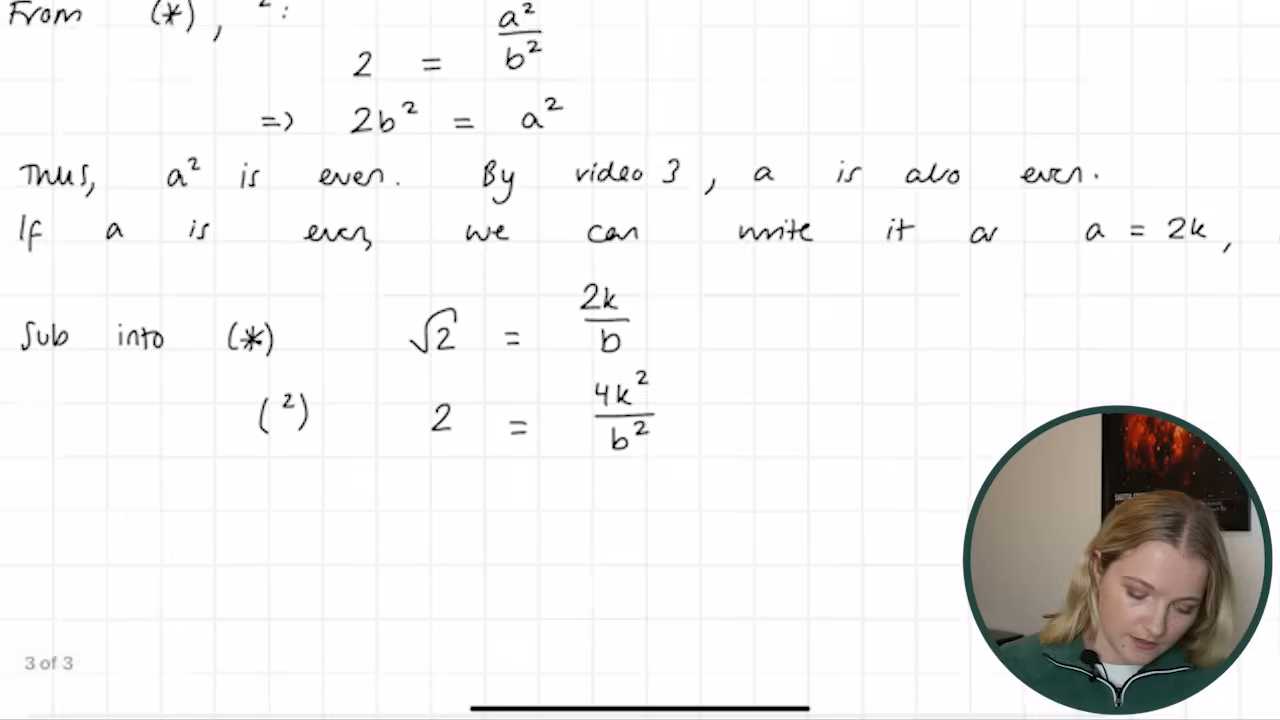 From (*), ²:
2 = a²/b²
=> 2b² = a²
Thus, a² is even. By video 3, a is also even.
If a is even, we can write it as a = 2k,
Sub into (*) √2 = 2k/b
(²) 2 = 4k²/b²
3 of 3